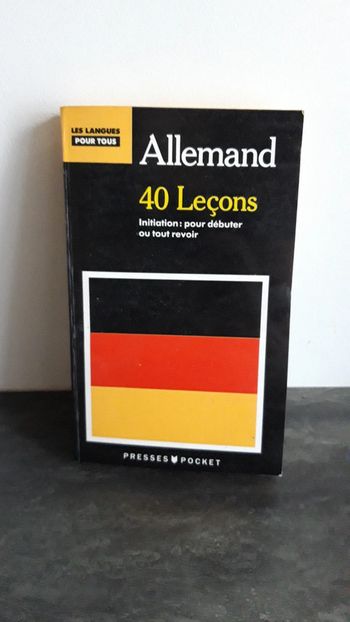 LES LANGUES
POUR TOUS
Allemand
40 Leçons
Initiation: pour débuter
ou tout revoir
PRESSES POCKET